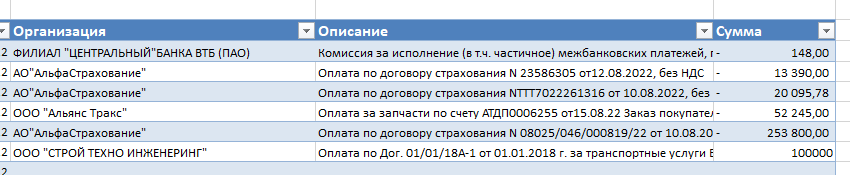 Организация Описание Сумма
2 ФИЛИАЛ "ЦЕНТРАЛЬНЫЙ"БАНКА ВТБ (ПАО) Комиссия за исполнение (в т.ч. частичное) межбанковских платежей, г - 148,00
2 АО"АльфаСтрахование" Оплата по договору страхования N 23586305 от12.08.2022, без НДС - 13 390,00
2 АО"АльфаСтрахование" Оплата по договору страхования NТТТ7022261316 от 10.08.2022, без - 20 095,78
2 ООО "Альянс Тракс" Оплата за запчасти по счету АТДП0006255 от15.08.22 Заказ покупател - 52 245,00
2 АО"АльфаСтрахование" Оплата по договору страхования N 08025/046/000819/22 от 10.08.20 - 253 800,00
2 ООО "СТРОЙ ТЕХНО ИНЖЕНЕРИНГ" Оплата по Дог. 01/01/18А-1 от 01.01.2018 г. за транспортные услуги 100000
2